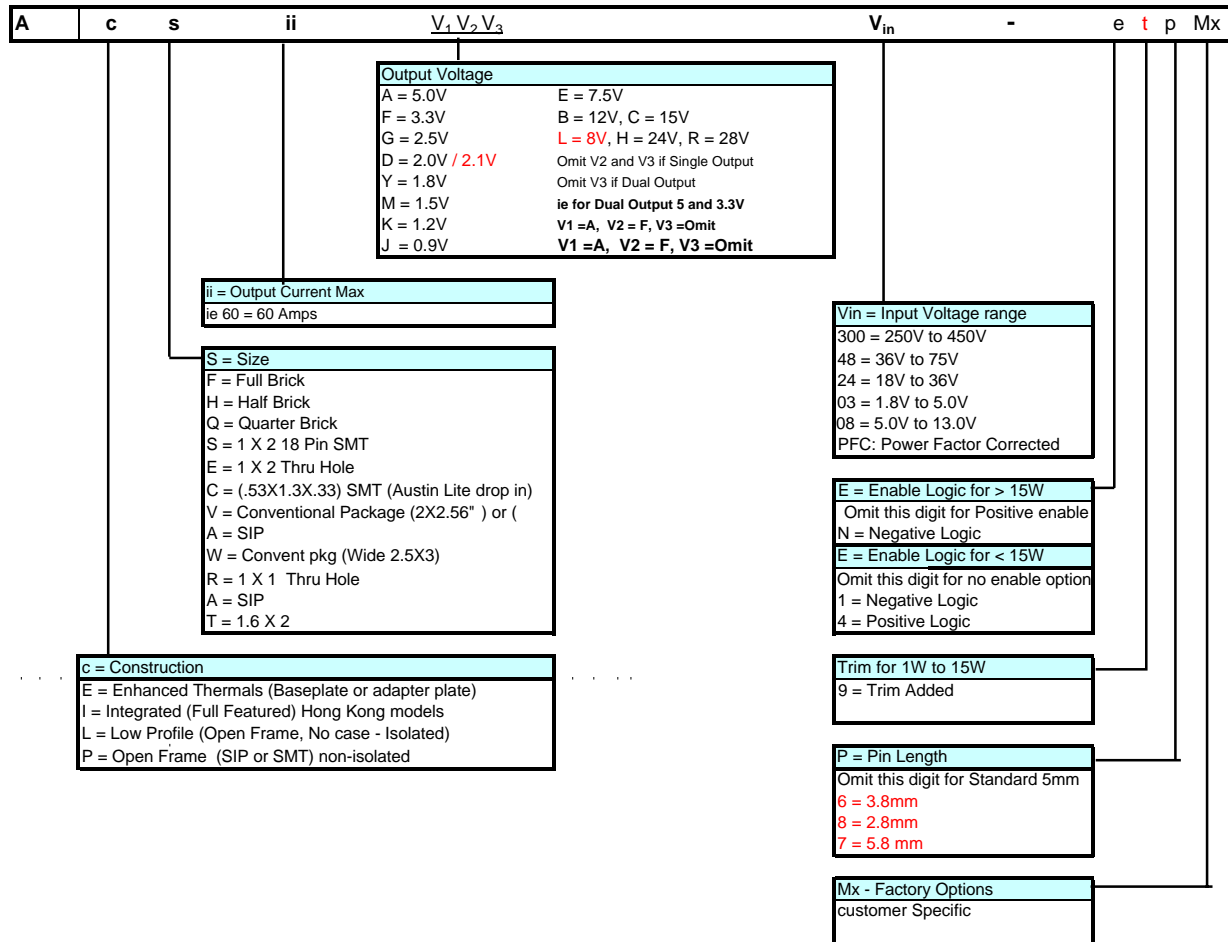 A c s ii V1 V2 V3 Vin - e t p Mx
Output Voltage
A = 5.0V E = 7.5V
F = 3.3V B = 12V, C = 15V
G = 2.5V L = 8V, H = 24V, R = 28V
D = 2.0V / 2.1V Omit V2 and V3 if Single Output
Y = 1.8V Omit V3 if Dual Output
M = 1.5V ie for Dual Output 5 and 3.3V
K = 1.2V V1 =A, V2 = F, V3 =Omit
J = 0.9V V1 =A, V2 = F, V3 =Omit
ii = Output Current Max
ie 60 = 60 Amps
S = Size
F = Full Brick
H = Half Brick
Q = Quarter Brick
S = 1 X 2 18 Pin SMT
E = 1 X 2 Thru Hole
C = (.53X1.3X.33) SMT (Austin Lite drop in)
V = Conventional Package (2X2.56" ) or (
A = SIP
W = Convent pkg (Wide 2.5X3)
R = 1 X 1 Thru Hole
A = SIP
T = 1.6 X 2
c = Construction
E = Enhanced Thermals (Baseplate or adapter plate)
I = Integrated (Full Featured) Hong Kong models
L = Low Profile (Open Frame, No case - Isolated)
P = Open Frame (SIP or SMT) non-isolated
Vin = Input Voltage range
300 = 250V to 450V
48 = 36V to 75V
24 = 18V to 36V
03 = 1.8V to 5.0V
08 = 5.0V to 13.0V
PFC: Power Factor Corrected
E = Enable Logic for > 15W
Omit this digit for Positive enable
N = Negative Logic
E = Enable Logic for < 15W
Omit this digit for no enable option
1 = Negative Logic
4 = Positive Logic
Trim for 1W to 15W
9 = Trim Added
P = Pin Length
Omit this digit for Standard 5mm
6 = 3.8mm
8 = 2.8mm
7 = 5.8 mm
Mx - Factory Options
customer Specific